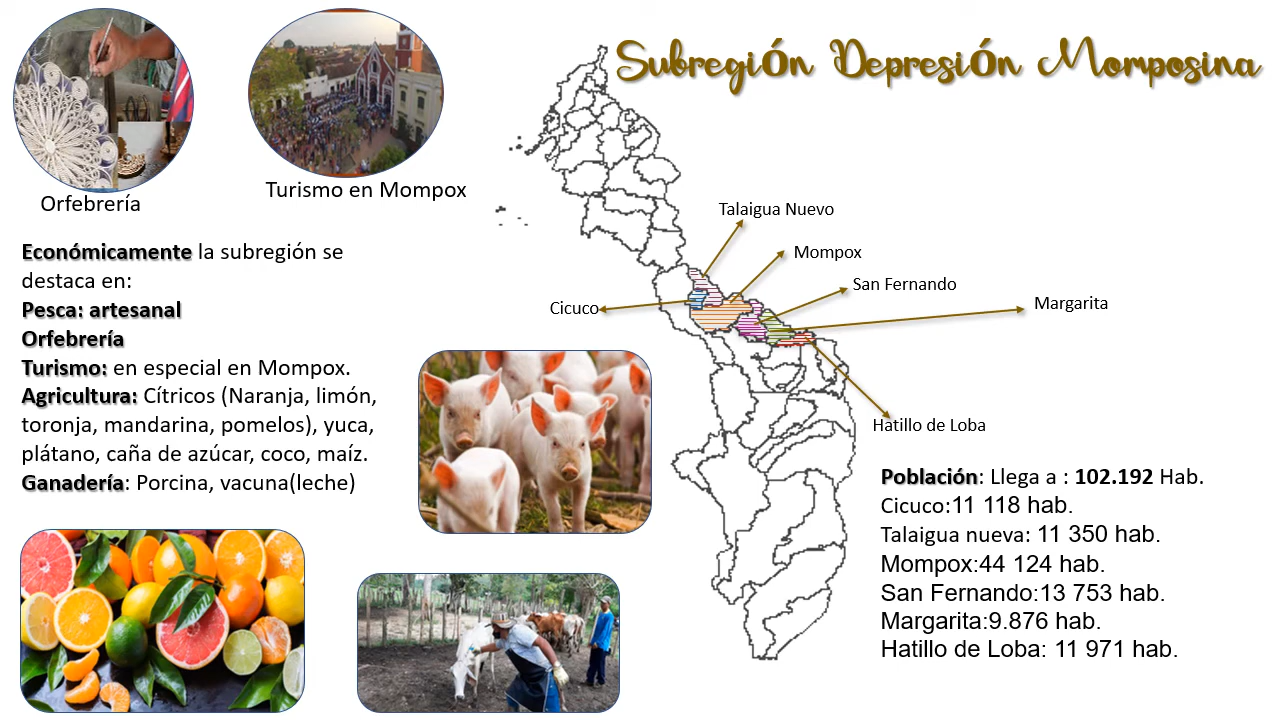 Subregión Depresión Momposina
Orfebrería
Turismo en Mompox
Económicamente la subregión se
destaca en:
Pesca: artesanal
Orfebrería
Turismo: en especial en Mompox.
Agricultura: Cítricos (Naranja, limón,
toronja, mandarina, pomelos), yuca,
plátano, caña de azúcar, coco, maíz.
Ganadería: Porcina, vacuna(leche)
Talaigua Nuevo
Mompox
San Fernando
Margarita
Cicuco
Hatillo de Loba
Población: Llega a : 102.192 Hab.
Cicuco:11 118 hab.
Talaigua nueva: 11 350 hab.
Mompox:44 124 hab.
San Fernando:13 753 hab.
Margarita:9.876 hab.
Hatillo de Loba: 11 971 hab.